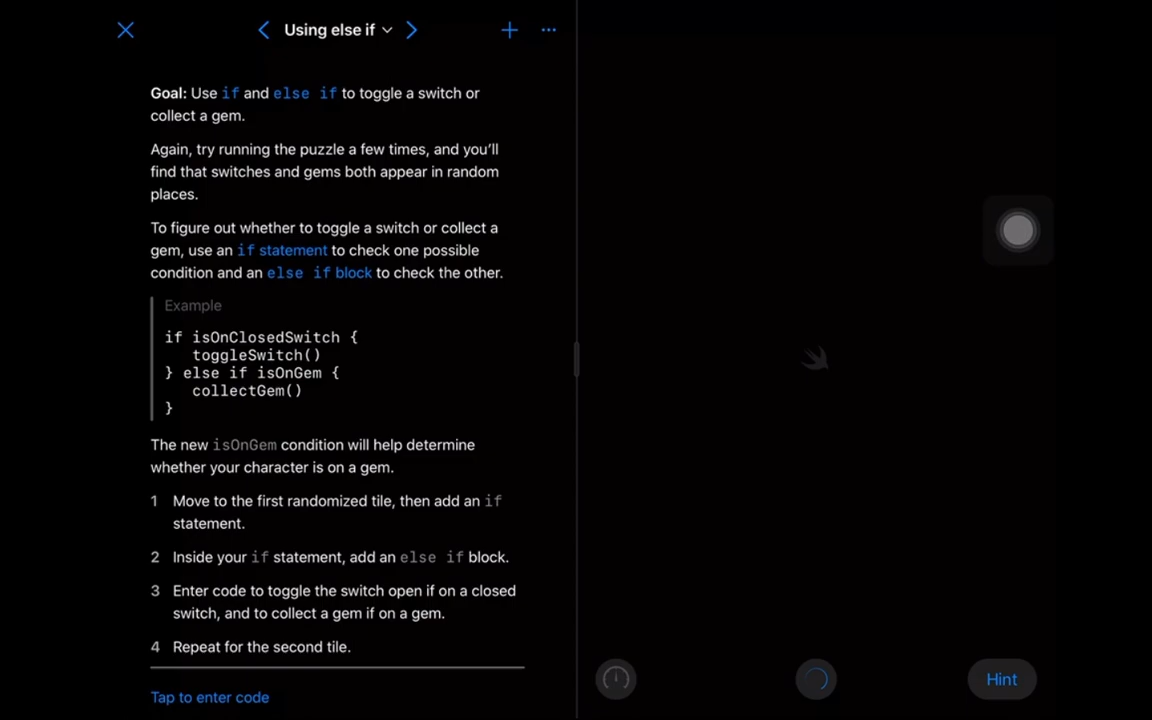 Using else if
Goal: Use if and else if to toggle a switch or
collect a gem.
Again, try running the puzzle a few times, and you’ll
find that switches and gems both appear in random
places.
To figure out whether to toggle a switch or collect a
gem, use an if statement to check one possible
condition and an else if block to check the other.
Example
if isOnClosedSwitch {
toggleSwitch()
} else if isOnGem {
collectGem()
}
The new isOnGem condition will help determine
whether your character is on a gem.
1 Move to the first randomized tile, then add an if
statement.
2 Inside your if statement, add an else if block.
3 Enter code to toggle the switch open if on a closed
switch, and to collect a gem if on a gem.
4 Repeat for the second tile.
Tap to enter code
Hint